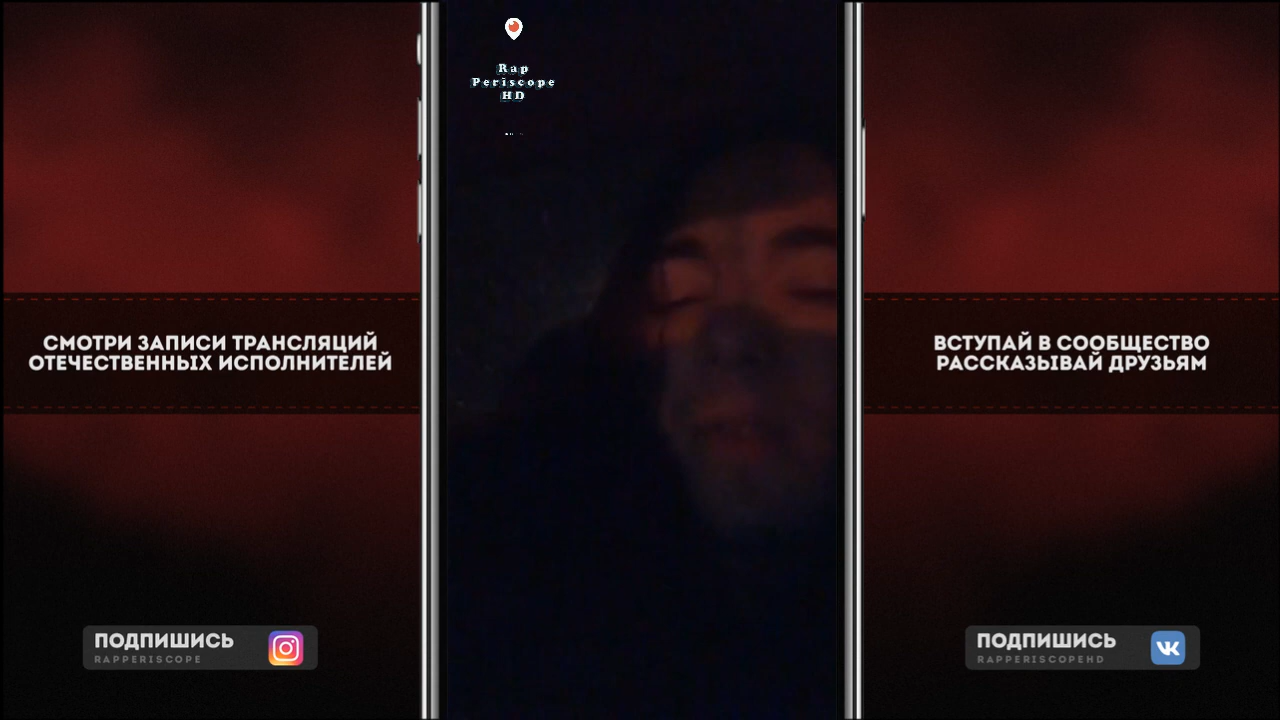 Rap
Periscope
HD
СМОТРИ ЗАПИСИ ТРАНСЛЯЦИЙ
ОТЕЧЕСТВЕННЫХ ИСПОЛНИТЕЛЕЙ
ВСТУПАЙ В СООБЩЕСТВО
РАССКАЗЫВАЙ ДРУЗЬЯМ
ПОДПИШИСЬ
RAPPERISCOPE
ПОДПИШИСЬ
RAPPERISCOPEHD